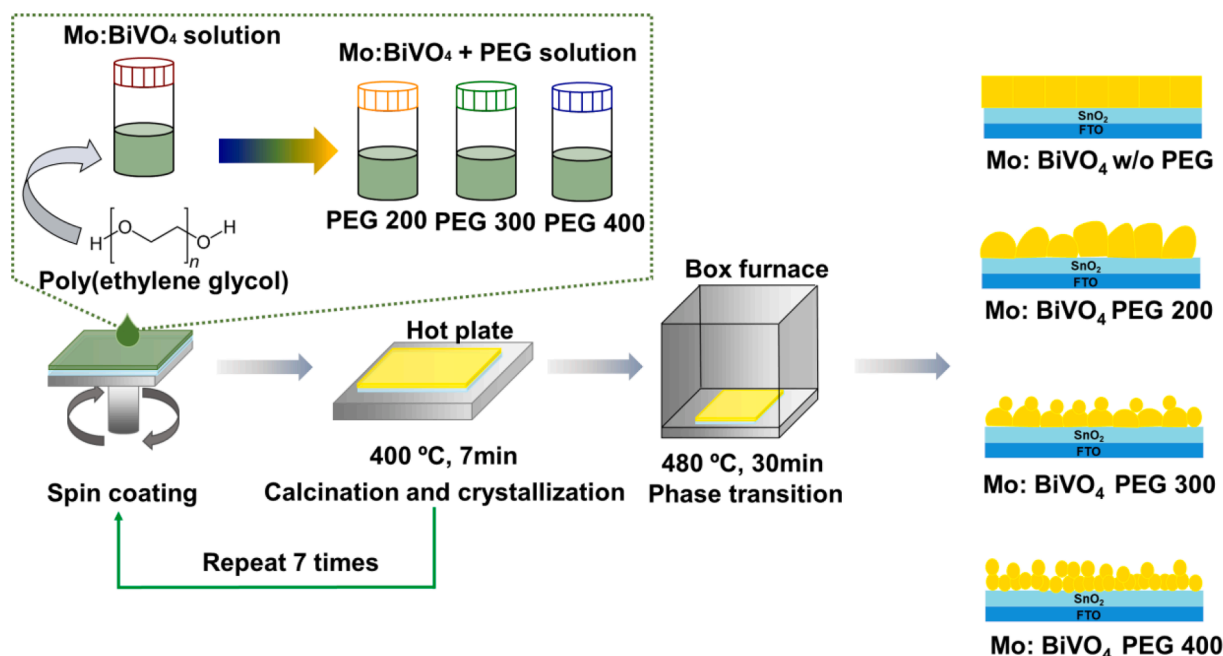 Mo:BiVO₄ solution
Mo:BiVO₄ + PEG solution
PEG 200
PEG 300
PEG 400
H
O
n
O
H
Poly(ethylene glycol)
Spin coating
Hot plate
400 ºC, 7min
Calcination and crystallization
Repeat 7 times
Box furnace
480 ºC, 30min
Phase transition
SnO₂
FTO
Mo: BiVO₄ w/o PEG
SnO₂
FTO
Mo: BiVO₄ PEG 200
SnO₂
FTO
Mo: BiVO₄ PEG 300
SnO₂
FTO
Mo: BiVO₄ PEG 400